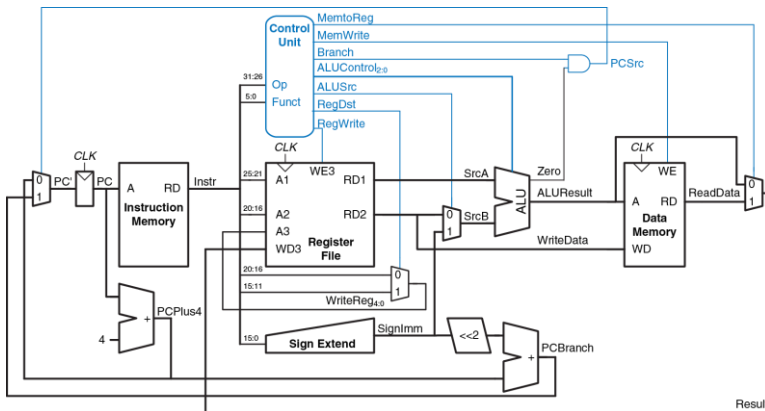 MemtoReg
Control Unit
MemWrite
Branch
ALUControl2:0
PCSrc
31:26
Op
ALUSrc
5:0
Funct
RegDst
RegWrite
CLK
CLK
CLK
0
1
PC'
PC
A
RD
Instr
Instruction Memory
25:21
A1
WE3
RD1
20:16
A2
RD2
A3
WD3
Register File
SrcA
0
1
SrcB
ALU
Zero
ALUResult
WriteData
WE
A
RD
Data Memory
WD
ReadData
0
1
20:16
0
15:11
1
WriteReg4:0
PCPlus4
+
4
15:0
Sign Extend
SignImm
<<2
+
PCBranch
Resul